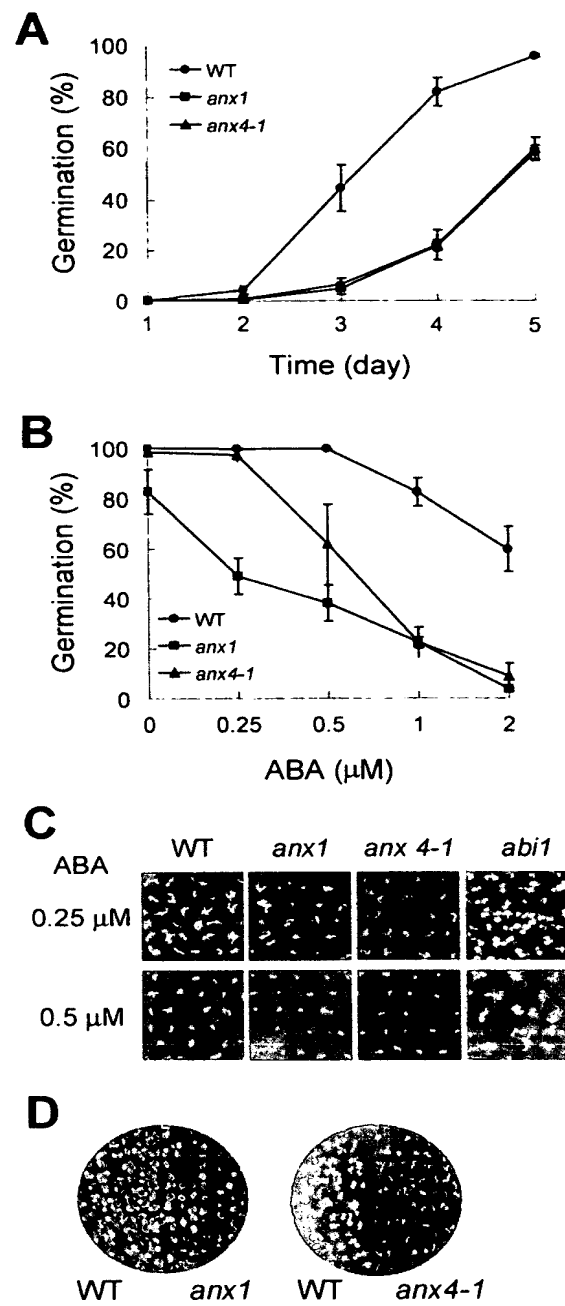 A
Germination (%)
100
80
60
40
20
0
WT
anx1
anx4-1
1 2 3 4 5
Time (day)
B
Germination (%)
100
80
60
40
20
0
WT
anx1
anx4-1
0 0.25 0.5 1 2
ABA (μM)
C
WT anx1 anx 4-1 abi1
ABA
0.25 μM
0.5 μM
D
WT anx1 WT anx4-1